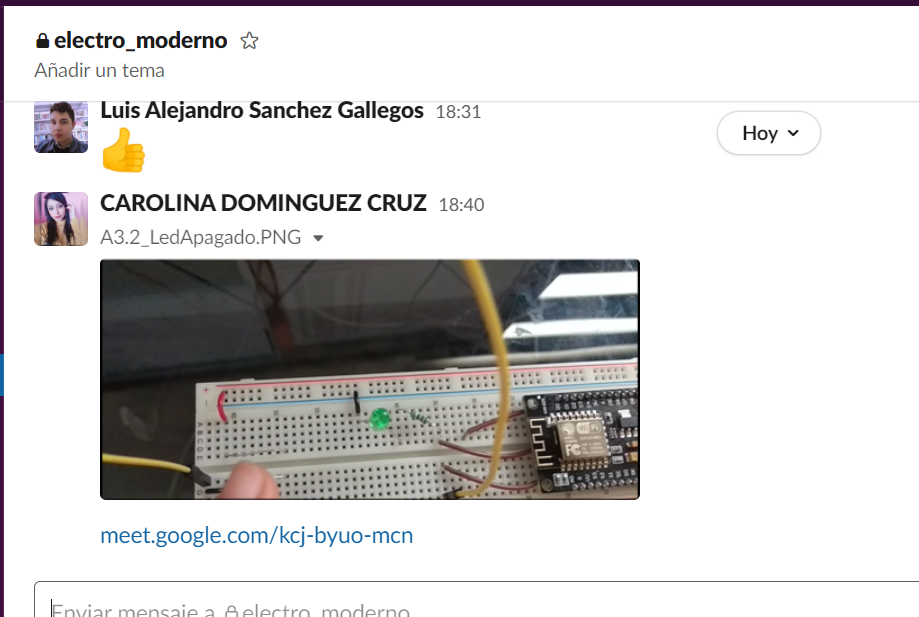 electro_moderno
Añadir un tema
Luis Alejandro Sanchez Gallegos 18:31
Hoy
CAROLINA DOMINGUEZ CRUZ 18:40
A3.2_LedApagado.PNG
meet.google.com/kcj-byuo-mcn
Enviar mensaje a electro_moderno